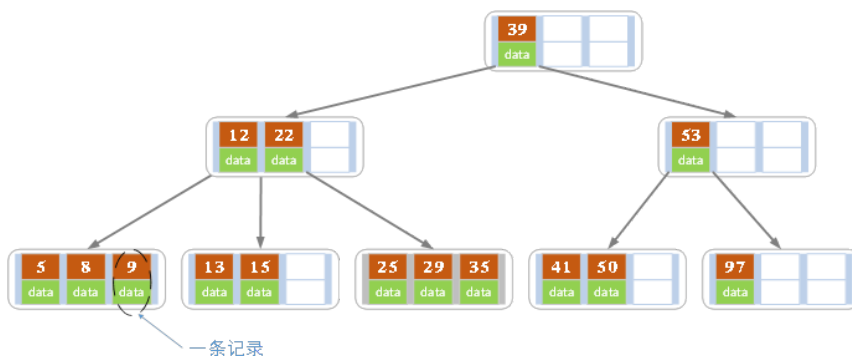 39
data
12 22
data data
53
data
5 8 9
data data data
13 15
data data
25 29 35
data data data
41 50
data data
97
data
一条记录